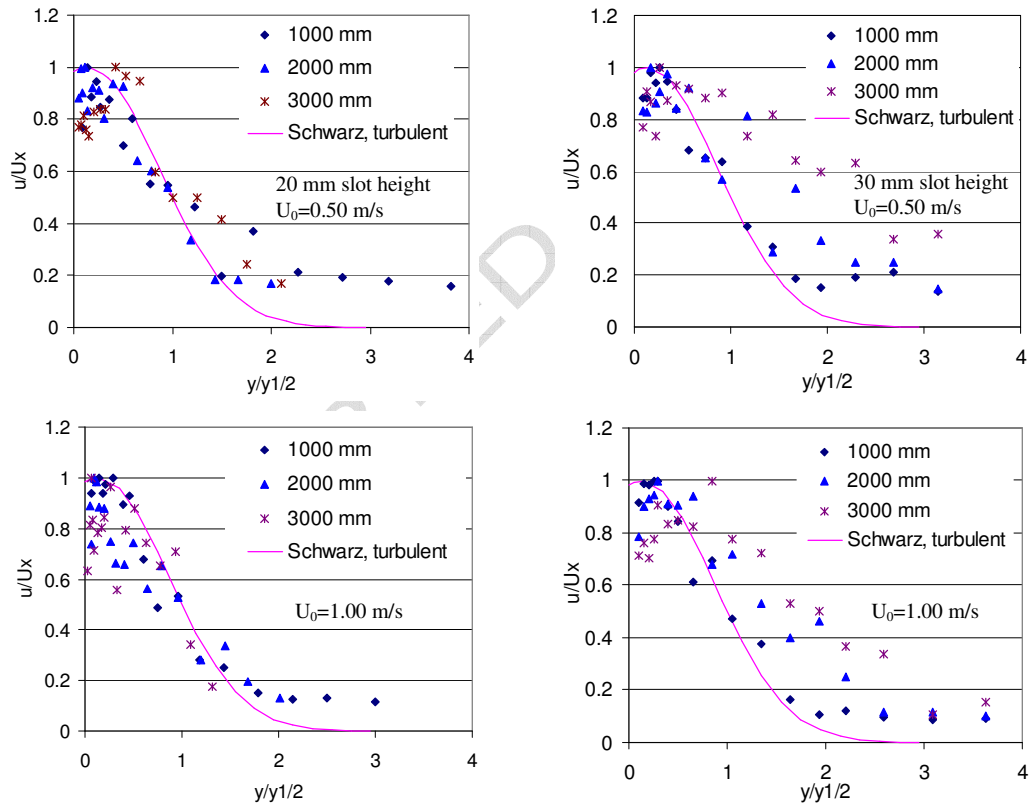 1.2
1
0.8
0.6
0.4
0.2
0
u/Ux
0 1 2 3 4
y/y1/2
1000 mm
2000 mm
3000 mm
Schwarz, turbulent
20 mm slot height
U₀=0.50 m/s
1.2
1
0.8
0.6
0.4
0.2
0
u/Ux
0 1 2 3 4
y/y1/2
1000 mm
2000 mm
3000 mm
Schwarz, turbulent
30 mm slot height
U₀=0.50 m/s
1.2
1
0.8
0.6
0.4
0.2
0
u/Ux
0 1 2 3 4
y/y1/2
1000 mm
2000 mm
3000 mm
Schwarz, turbulent
U₀=1.00 m/s
1.2
1
0.8
0.6
0.4
0.2
0
u/Ux
0 1 2 3 4
y/y1/2
1000 mm
2000 mm
3000 mm
Schwarz, turbulent
U₀=1.00 m/s